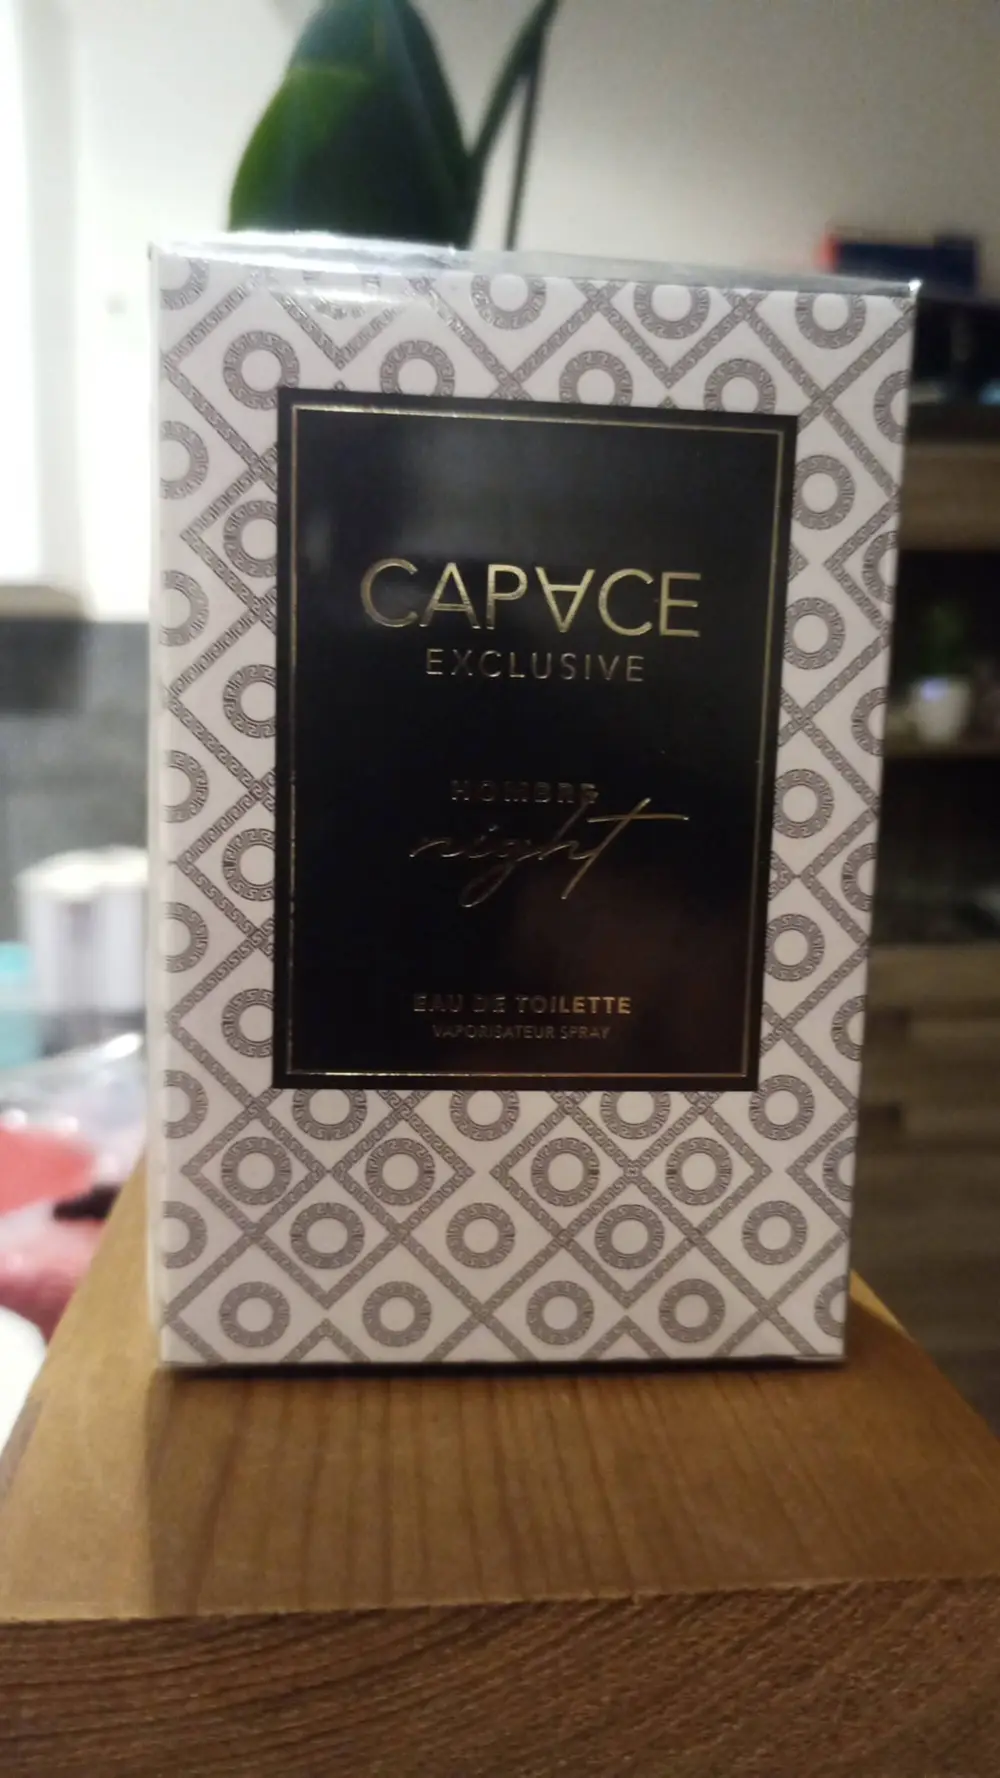 CAPACE
EXCLUSIVE
HOMBRE
night
EAU DE TOILETTE
VAPORISATEUR SPRAY